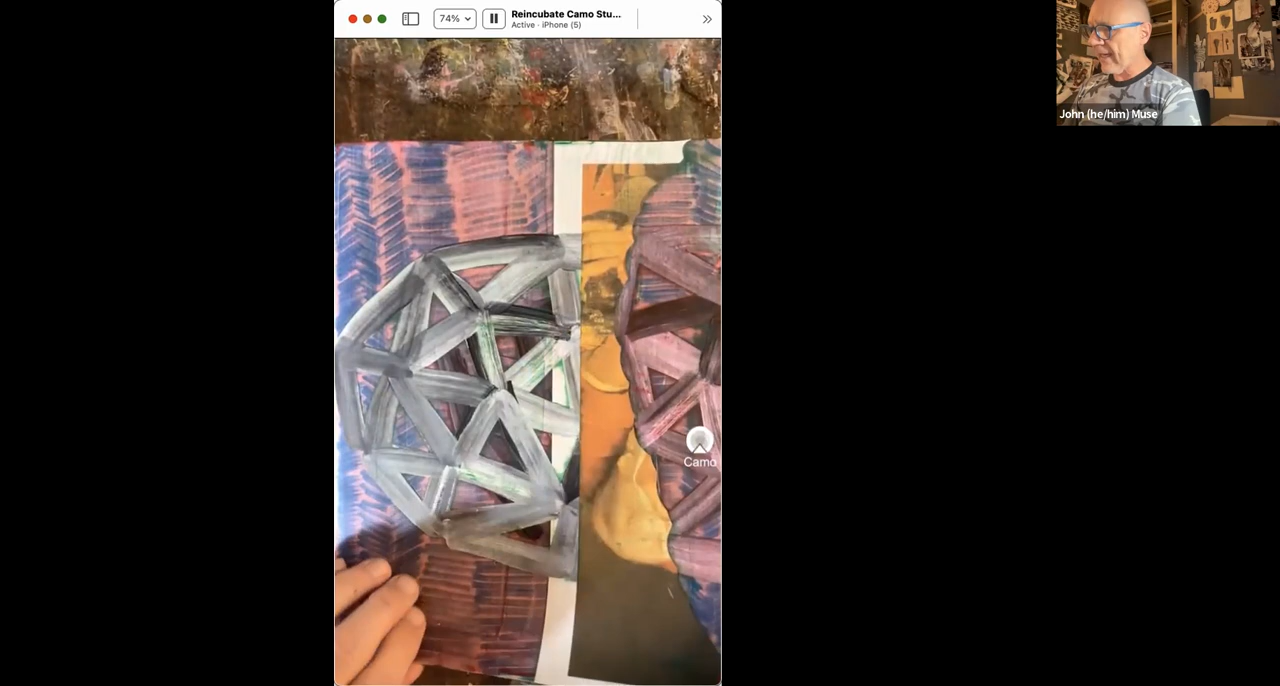 74%
Reincubate Camo Stu...
Active · iPhone (5)
John (he/him) Muse
Camo